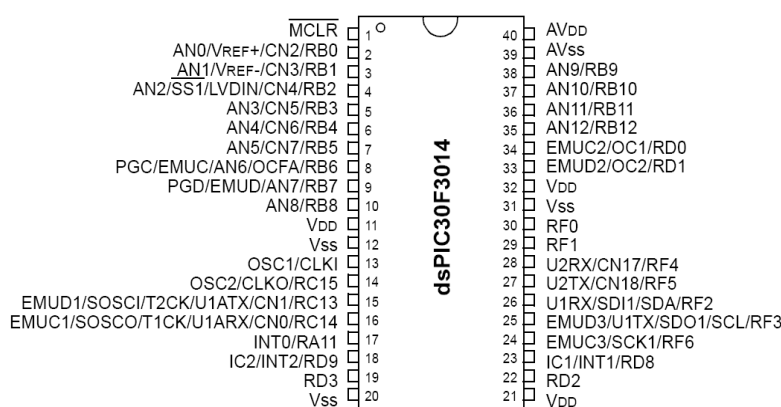 MCLR 1 40 AVDD
AN0/VREF+/CN2/RB0 2 39 AVss
AN1/VREF-/CN3/RB1 3 38 AN9/RB9
AN2/SS1/LVDIN/CN4/RB2 4 37 AN10/RB10
AN3/CN5/RB3 5 36 AN11/RB11
AN4/CN6/RB4 6 35 AN12/RB12
AN5/CN7/RB5 7 34 EMUC2/OC1/RD0
PGC/EMUC/AN6/OCFA/RB6 8 33 EMUD2/OC2/RD1
PGD/EMUD/AN7/RB7 9 32 VDD
AN8/RB8 10 31 Vss
VDD 11 30 RF0
Vss 12 29 RF1
OSC1/CLKI 13 28 U2RX/CN17/RF4
OSC2/CLKO/RC15 14 27 U2TX/CN18/RF5
EMUD1/SOSCI/T2CK/U1ATX/CN1/RC13 15 26 U1RX/SDI1/SDA/RF2
EMUC1/SOSCO/T1CK/U1ARX/CN0/RC14 16 25 EMUD3/U1TX/SDO1/SCL/RF3
INT0/RA11 17 24 EMUC3/SCK1/RF6
IC2/INT2/RD9 18 23 IC1/INT1/RD8
RD3 19 22 RD2
Vss 20 21 VDD
dsPIC30F3014